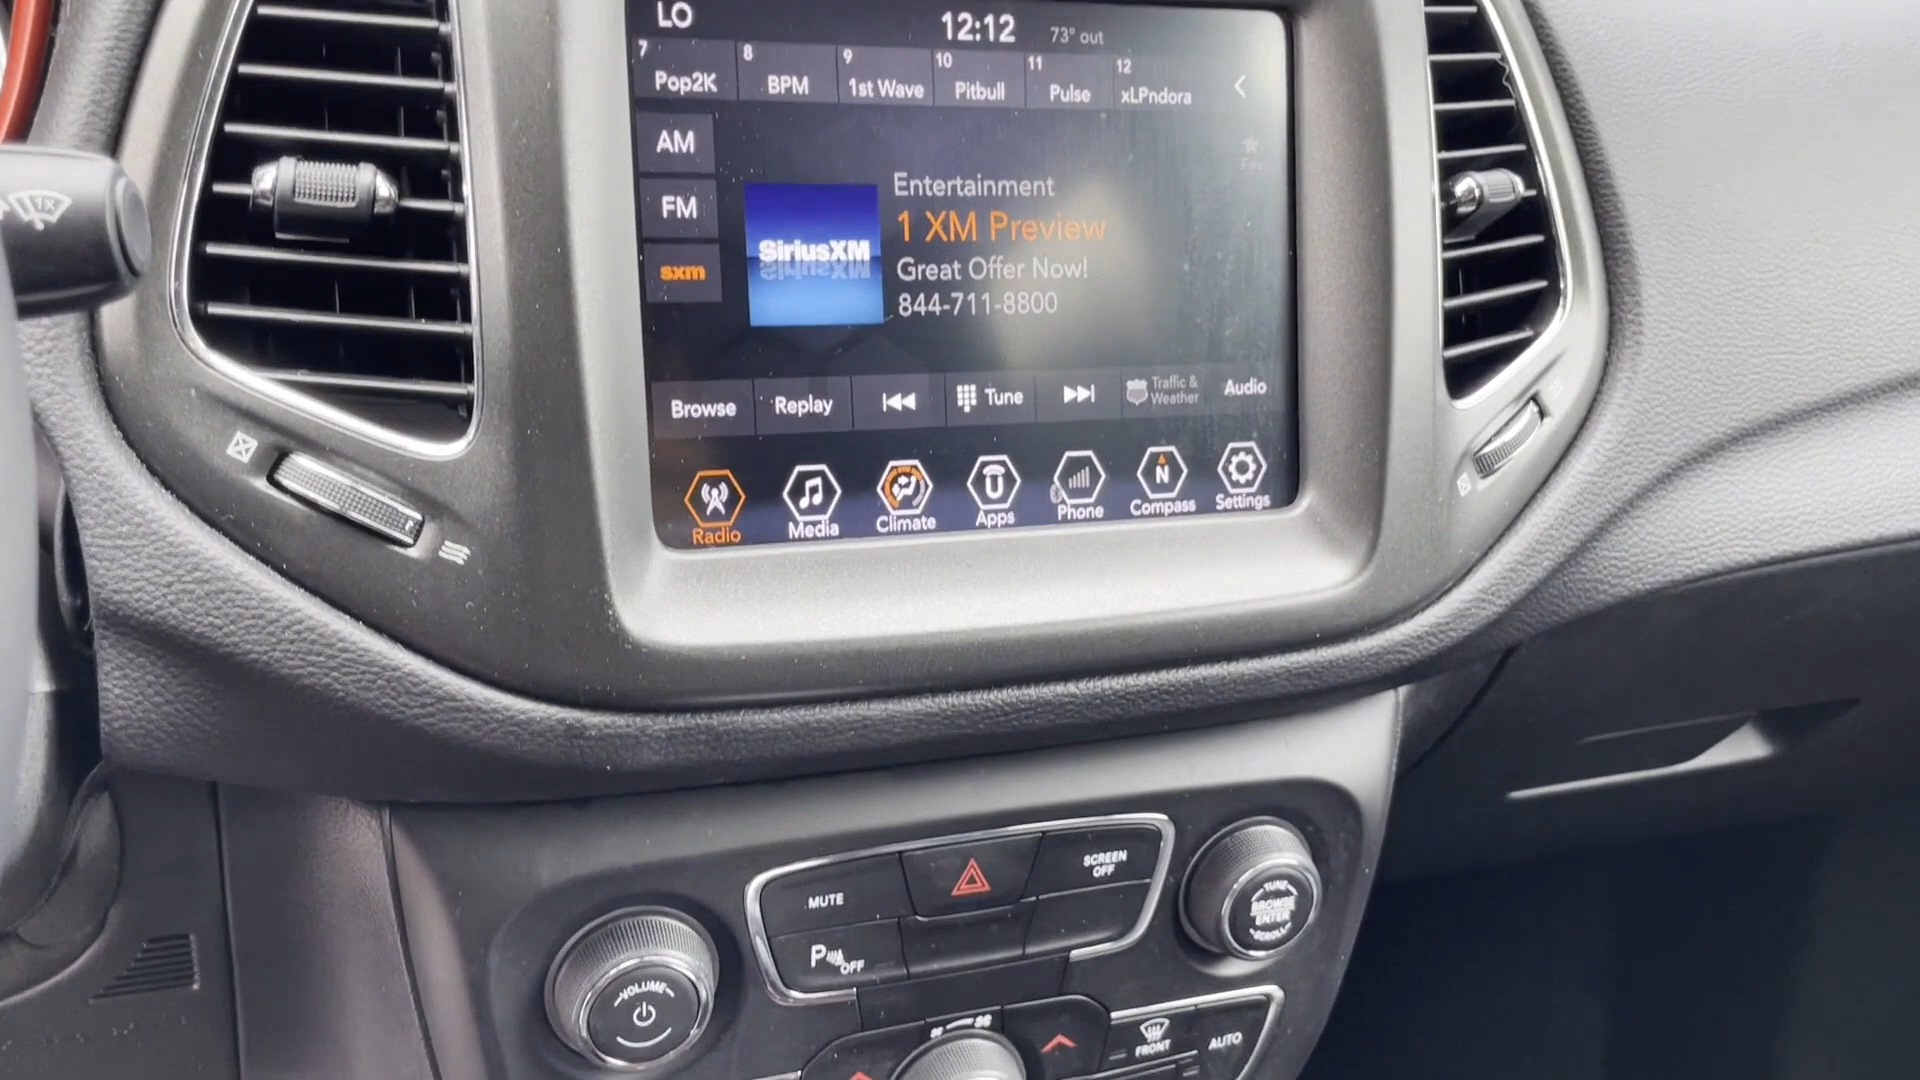 LO
12:12
73° out
7
Pop2K
8
BPM
9
1st Wave
10
Pitbull
11
Pulse
12
xLPndora
AM
FM
sxm
SiriusXM
Entertainment
1 XM Preview
Great Offer Now!
844-711-8800
Fav
Browse
Replay
Tune
Traffic &
Weather
Audio
Radio
Media
Climate
Apps
Phone
N
Compass
Settings
1x
MUTE
SCREEN
OFF
P OFF
VOLUME
TUNE
BROWSE
ENTER
SCROLL
FRONT
AUTO